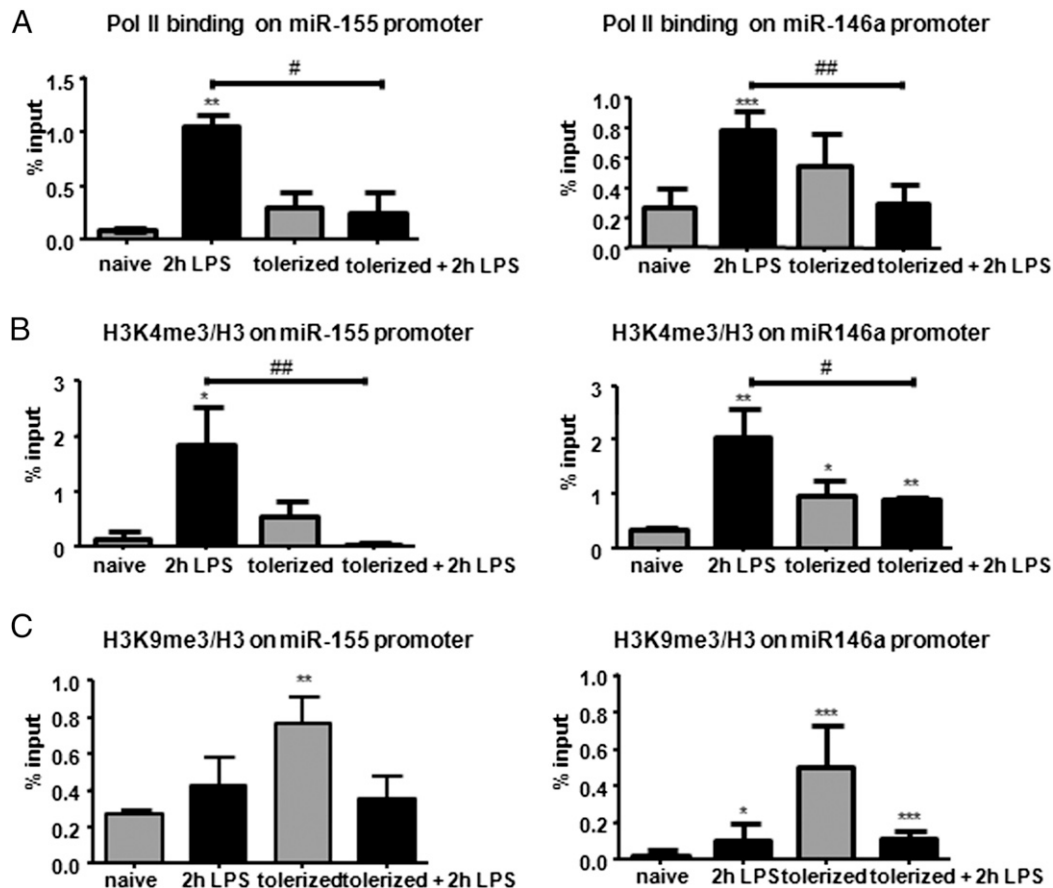 A
Pol II binding on miR-155 promoter
#
**
1.5
1.0
0.5
0.0
% input
naive 2h LPS tolerized tolerized + 2h LPS
Pol II binding on miR-146a promoter
##
***
1.0
0.8
0.6
0.4
0.2
0.0
% input
naive 2h LPS tolerized tolerized + 2h LPS
B
H3K4me3/H3 on miR-155 promoter
##
*
3
2
1
0
% input
naive 2h LPS tolerized tolerized + 2h LPS
H3K4me3/H3 on miR146a promoter
#
**
*
**
3
2
1
0
% input
naive 2h LPS tolerized tolerized + 2h LPS
C
H3K9me3/H3 on miR-155 promoter
**
1.0
0.8
0.6
0.4
0.2
0.0
% input
naive 2h LPS tolerizedtolerized + 2h LPS
H3K9me3/H3 on miR146a promoter
***
*
***
1.0
0.8
0.6
0.4
0.2
0.0
% input
naive 2h LPS tolerized tolerized + 2h LPS